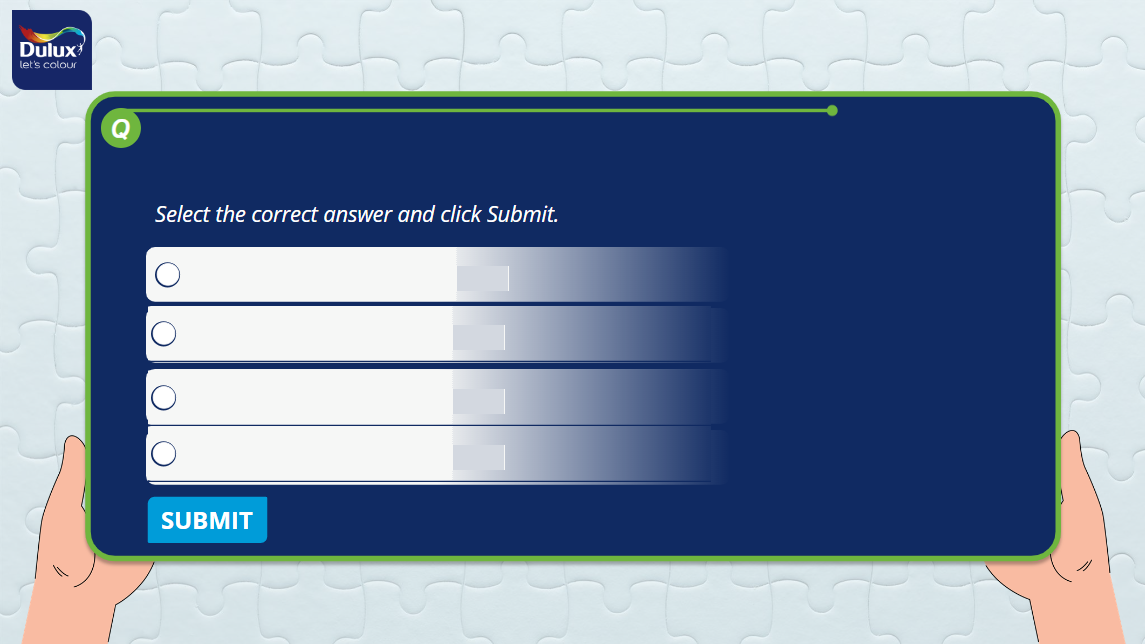 Dulux
let's colour
Q
Select the correct answer and click Submit.
SUBMIT